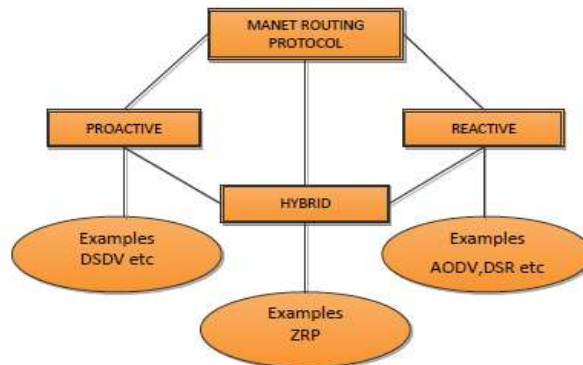 MANET ROUTING
PROTOCOL
PROACTIVE
REACTIVE
HYBRID
Examples
DSDV etc
Examples
AODV,DSR etc
Examples
ZRP